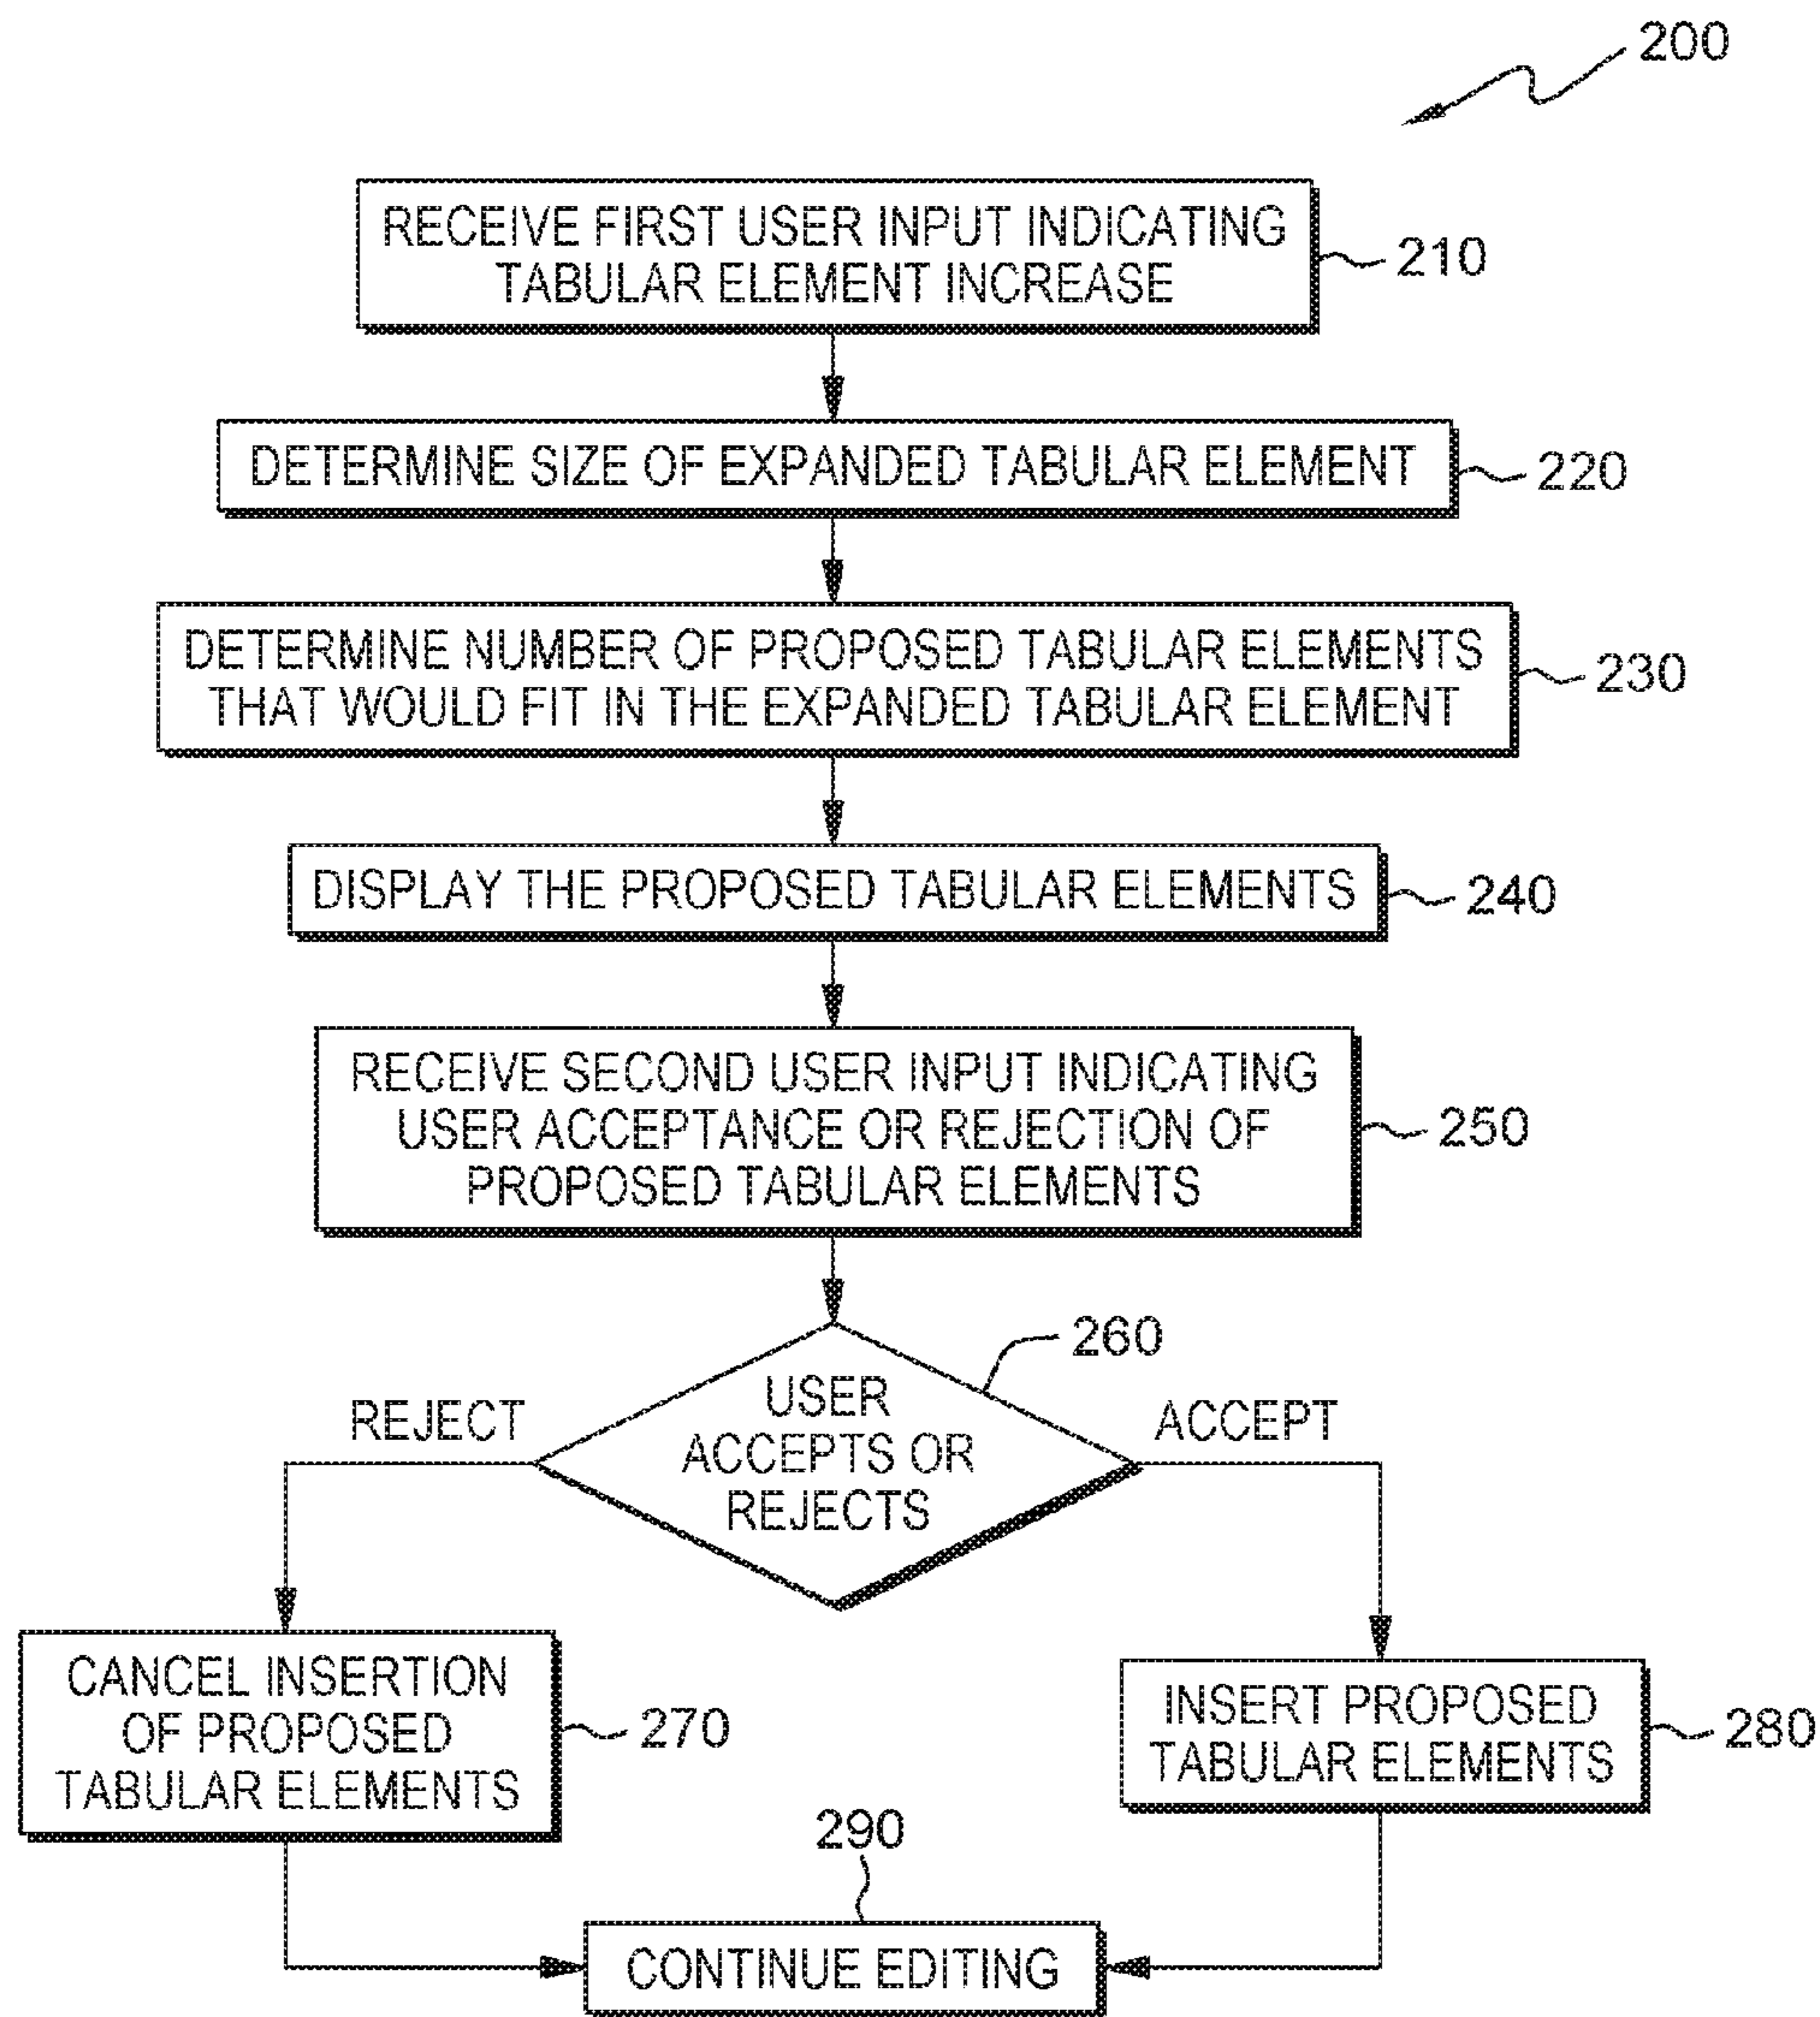 200
RECEIVE FIRST USER INPUT INDICATING
TABULAR ELEMENT INCREASE
210
DETERMINE SIZE OF EXPANDED TABULAR ELEMENT
220
DETERMINE NUMBER OF PROPOSED TABULAR ELEMENTS
THAT WOULD FIT IN THE EXPANDED TABULAR ELEMENT
230
DISPLAY THE PROPOSED TABULAR ELEMENTS
240
RECEIVE SECOND USER INPUT INDICATING
USER ACCEPTANCE OR REJECTION OF
PROPOSED TABULAR ELEMENTS
250
260
USER
ACCEPTS OR
REJECTS
REJECT
ACCEPT
CANCEL INSERTION
OF PROPOSED
TABULAR ELEMENTS
270
INSERT PROPOSED
TABULAR ELEMENTS
280
290
CONTINUE EDITING